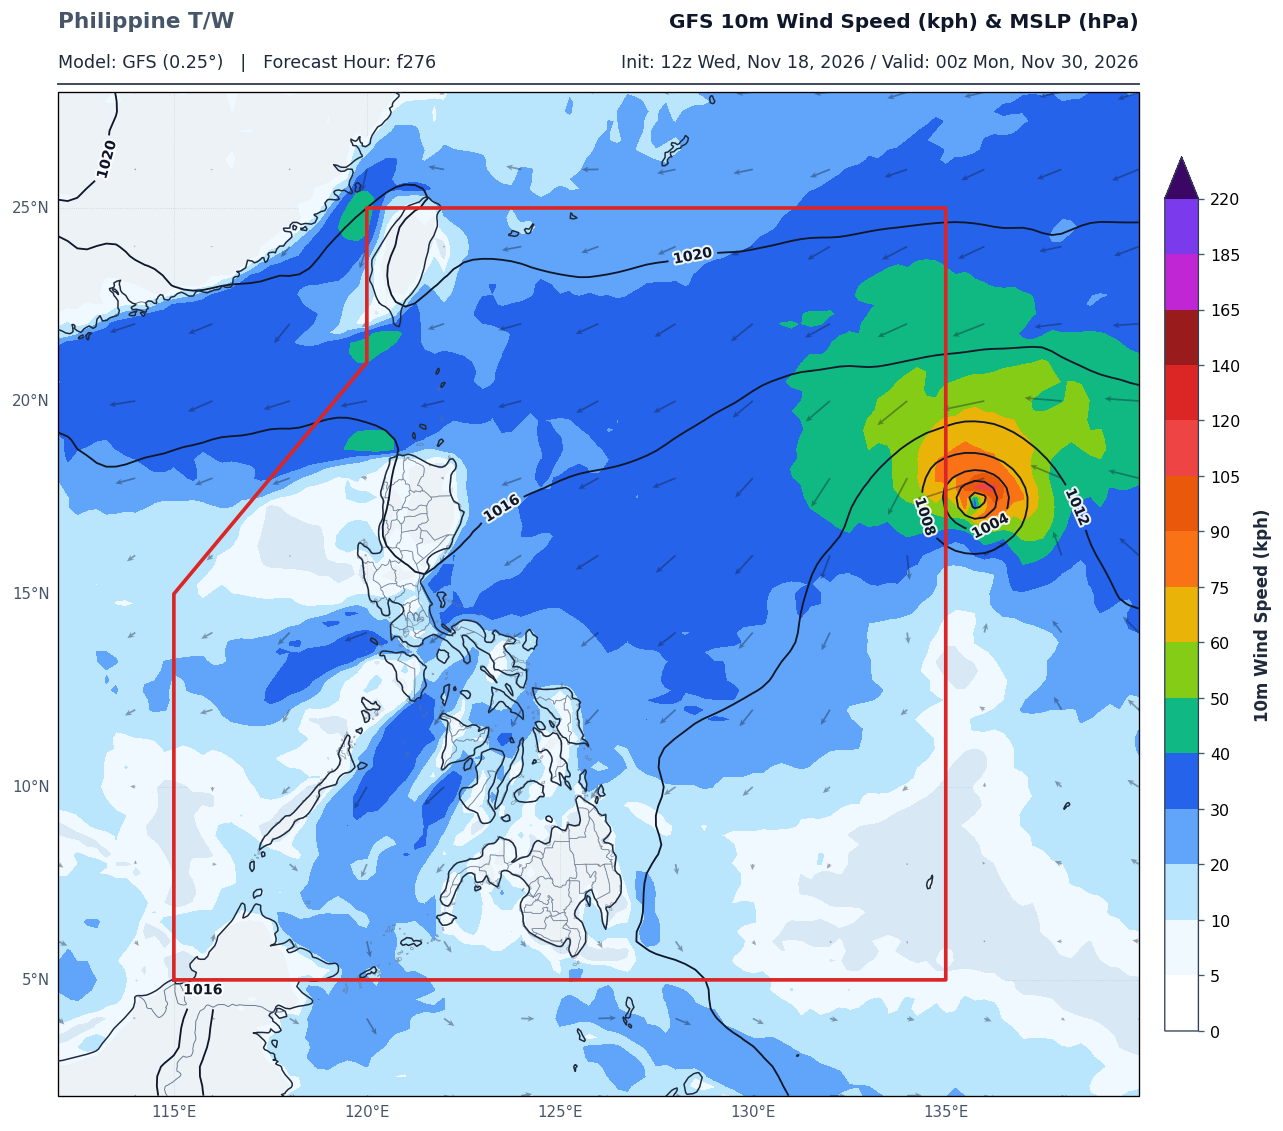 Philippine T/W
GFS 10m Wind Speed (kph) & MSLP (hPa)
Model: GFS (0.25°) | Forecast Hour: f276
Init: 12z Wed, Nov 18, 2026 / Valid: 00z Mon, Nov 30, 2026
1020
1020
1016
1008
1004
1012
1016
25°N
20°N
15°N
10°N
5°N
115°E
120°E
125°E
130°E
135°E
220
185
165
140
120
105
90
75
60
50
40
30
20
10
5
0
10m Wind Speed (kph)